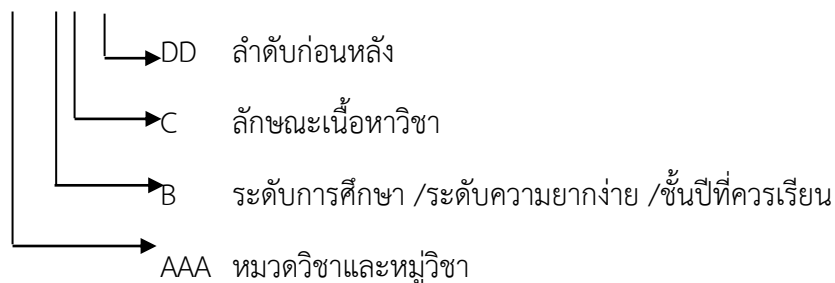 DD ลำดับก่อนหลัง
C ลักษณะเนื้อหาวิชา
B ระดับการศึกษา /ระดับความยากง่าย /ชั้นปีที่ควรเรียน
AAA หมวดวิชาและหมู่วิชา